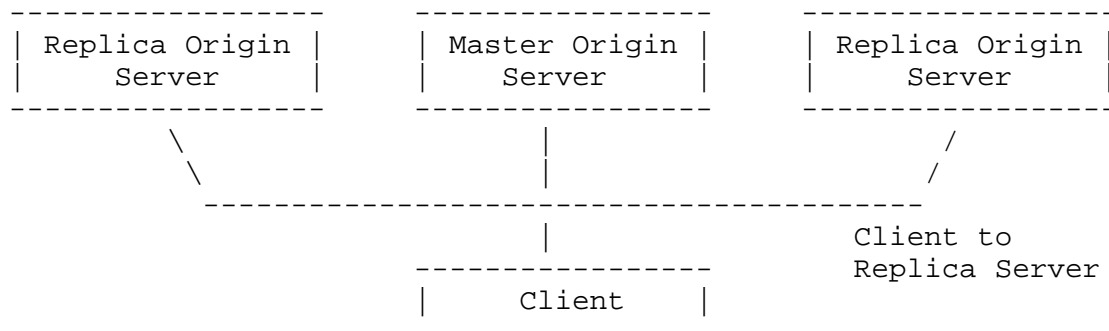 ------------------     -----------------     ------------------
| Replica Origin |     | Master Origin |     | Replica Origin |
|     Server     |     |    Server     |     |     Server     |
------------------     -----------------     ------------------
         \                    |                      /
          \                   |                     /
           -----------------------------------------
                              |                 Client to
                       -----------------        Replica Server
                       |     Client    |